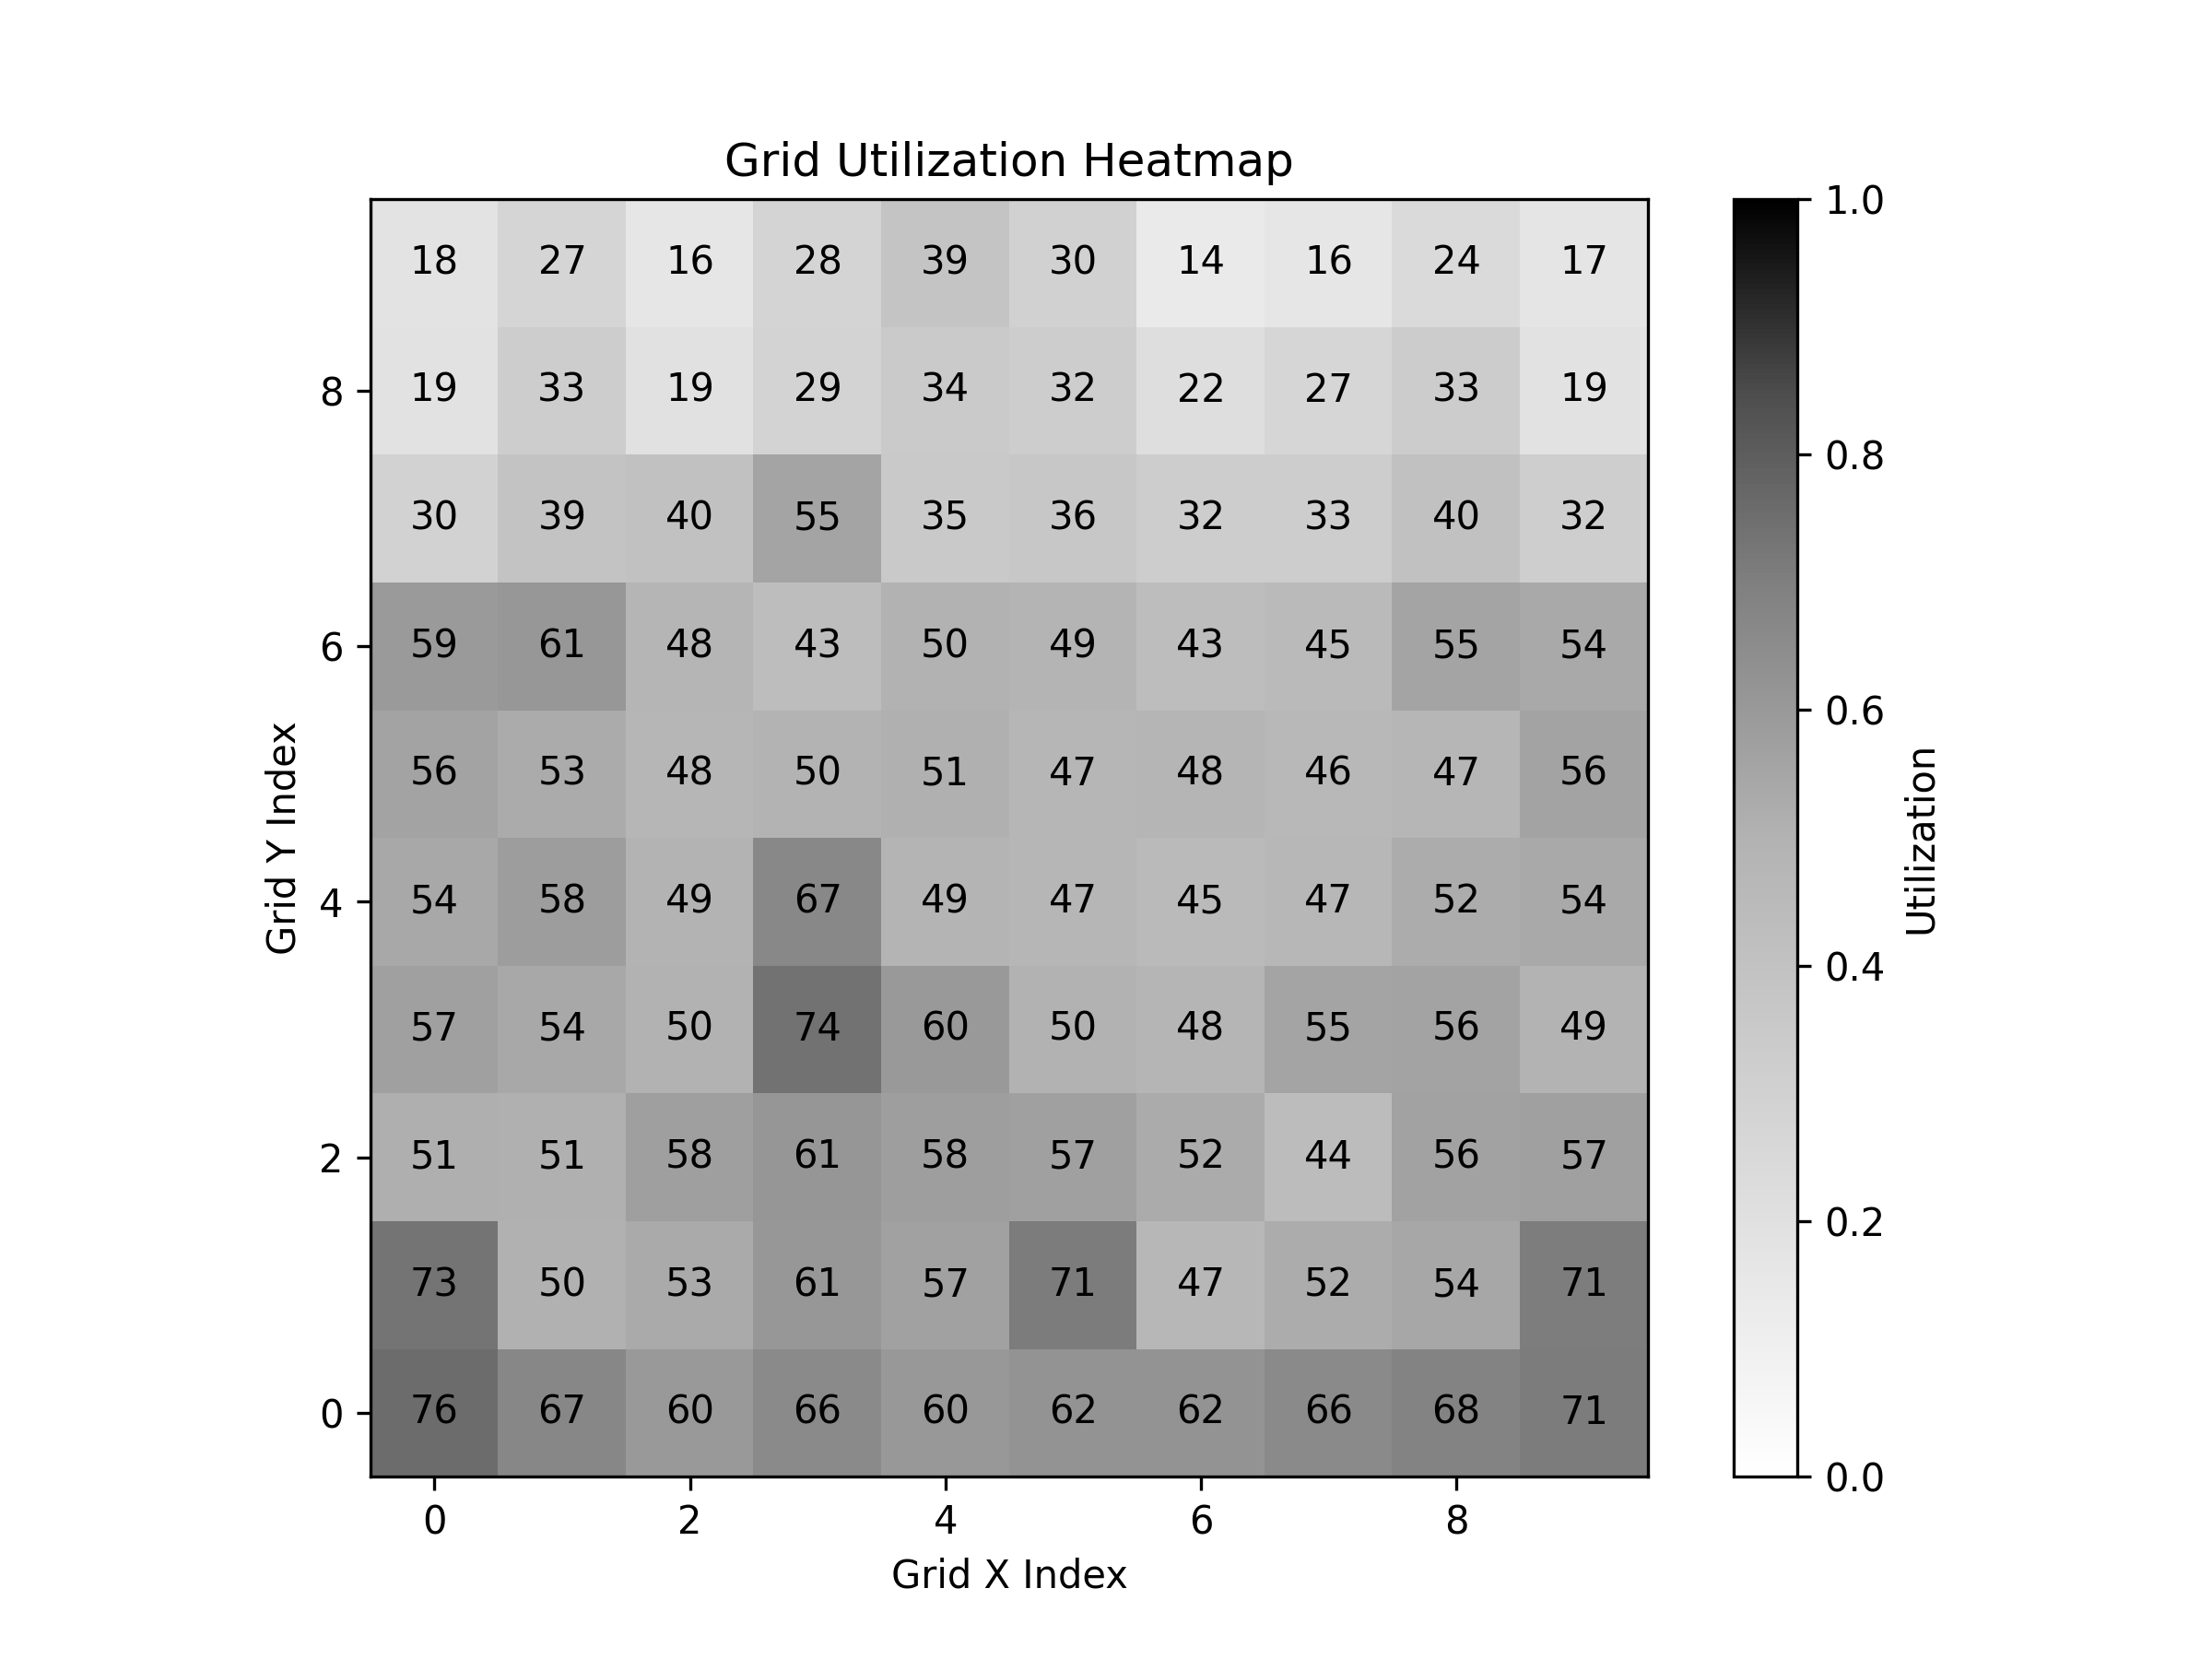 Grid Utilization Heatmap
18 27 16 28 39 30 14 16 24 17
19 33 19 29 34 32 22 27 33 19
30 39 40 55 35 36 32 33 40 32
59 61 48 43 50 49 43 45 55 54
56 53 48 50 51 47 48 46 47 56
54 58 49 67 49 47 45 47 52 54
57 54 50 74 60 50 48 55 56 49
51 51 58 61 58 57 52 44 56 57
73 50 53 61 57 71 47 52 54 71
76 67 60 66 60 62 62 66 68 71
8
6
4
2
0
Grid Y Index
0 2 4 6 8
Grid X Index
1.0
0.8
0.6
0.4
0.2
0.0
Utilization